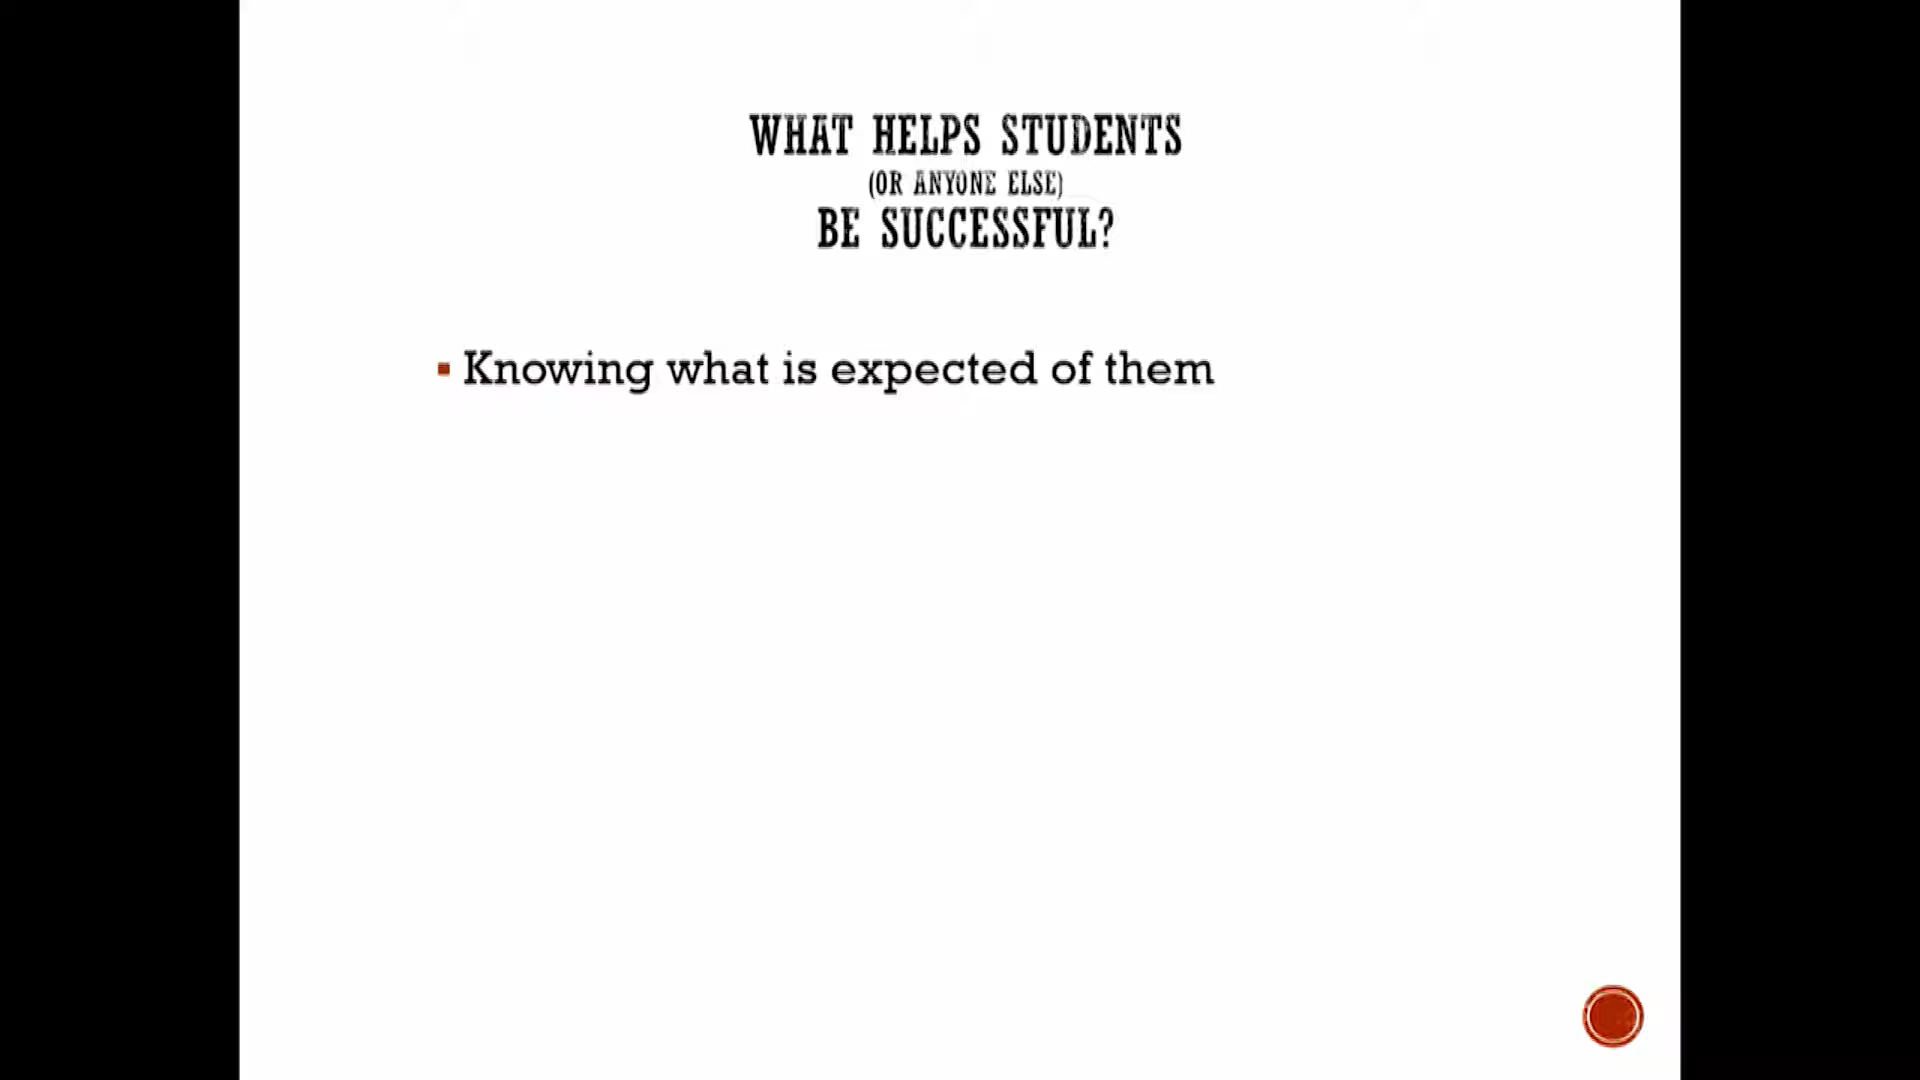 WHAT HELPS STUDENTS
(OR ANYONE ELSE)
BE SUCCESSFUL?
Knowing what is expected of them